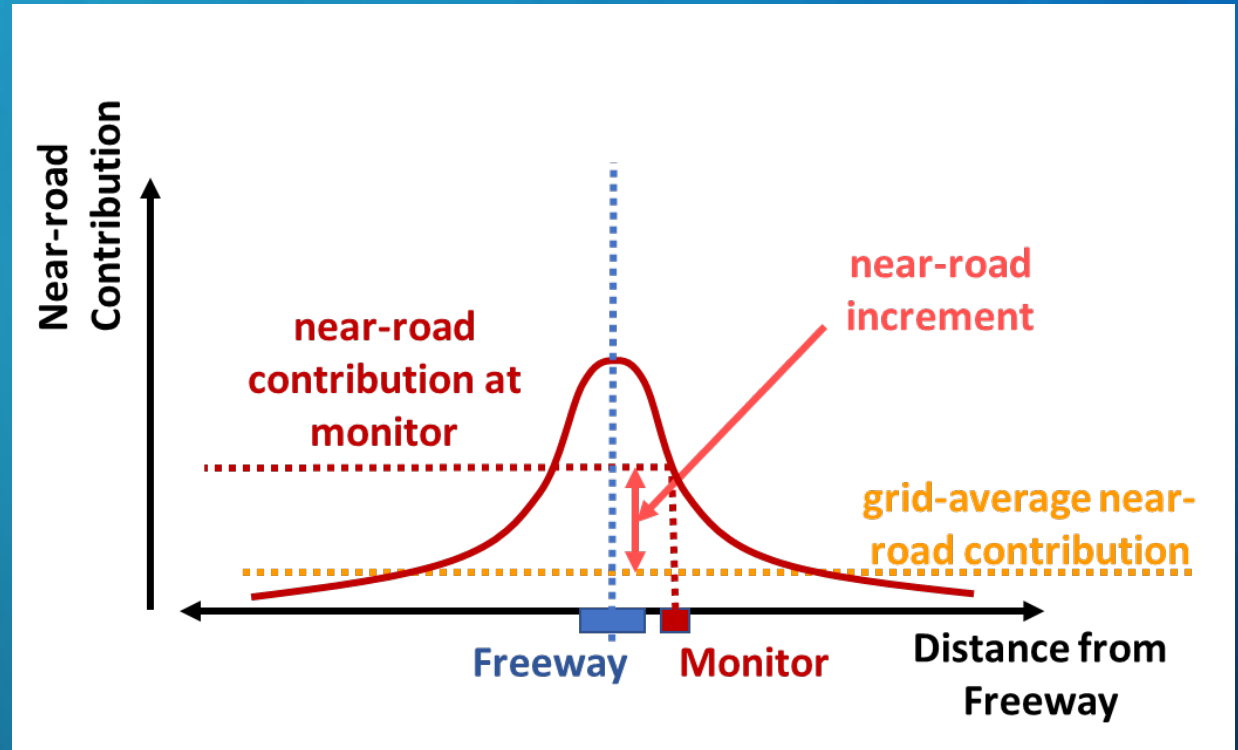 Near-road
Contribution
near-road
contribution at
monitor
near-road
increment
grid-average near-
road contribution
Freeway
Monitor
Distance from
Freeway